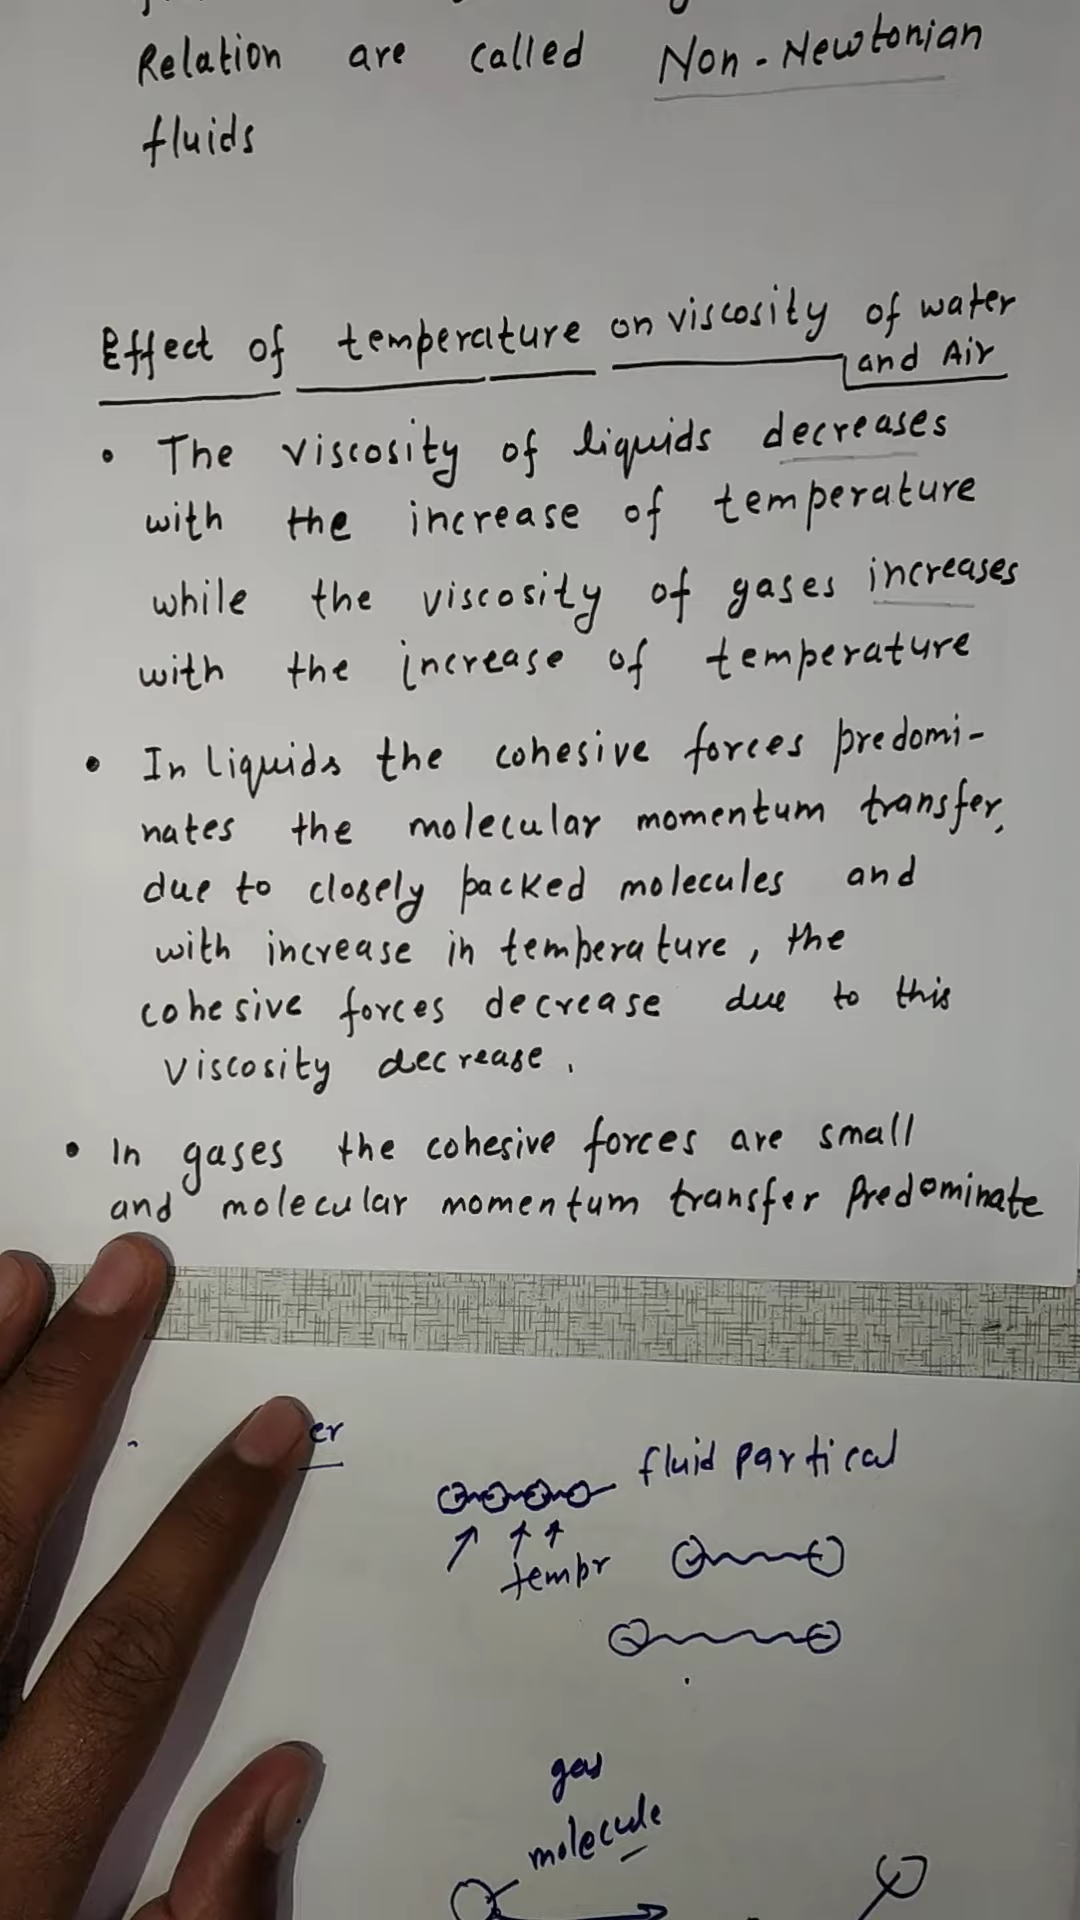 Relation are called Non-Newtonian
fluids
Effect of temperature on viscosity of water
and Air
• The viscosity of liquids decreases
with the increase of temperature
while the viscosity of gases increases
with the increase of temperature
• In liquids the cohesive forces predomi-
nates the molecular momentum transfer,
due to closely packed molecules and
with increase in temperature, the
cohesive forces decrease due to this
viscosity decrease.
• In gases the cohesive forces are small
and molecular momentum transfer Predominate
er
fluid partical
tempr
gas
molecule